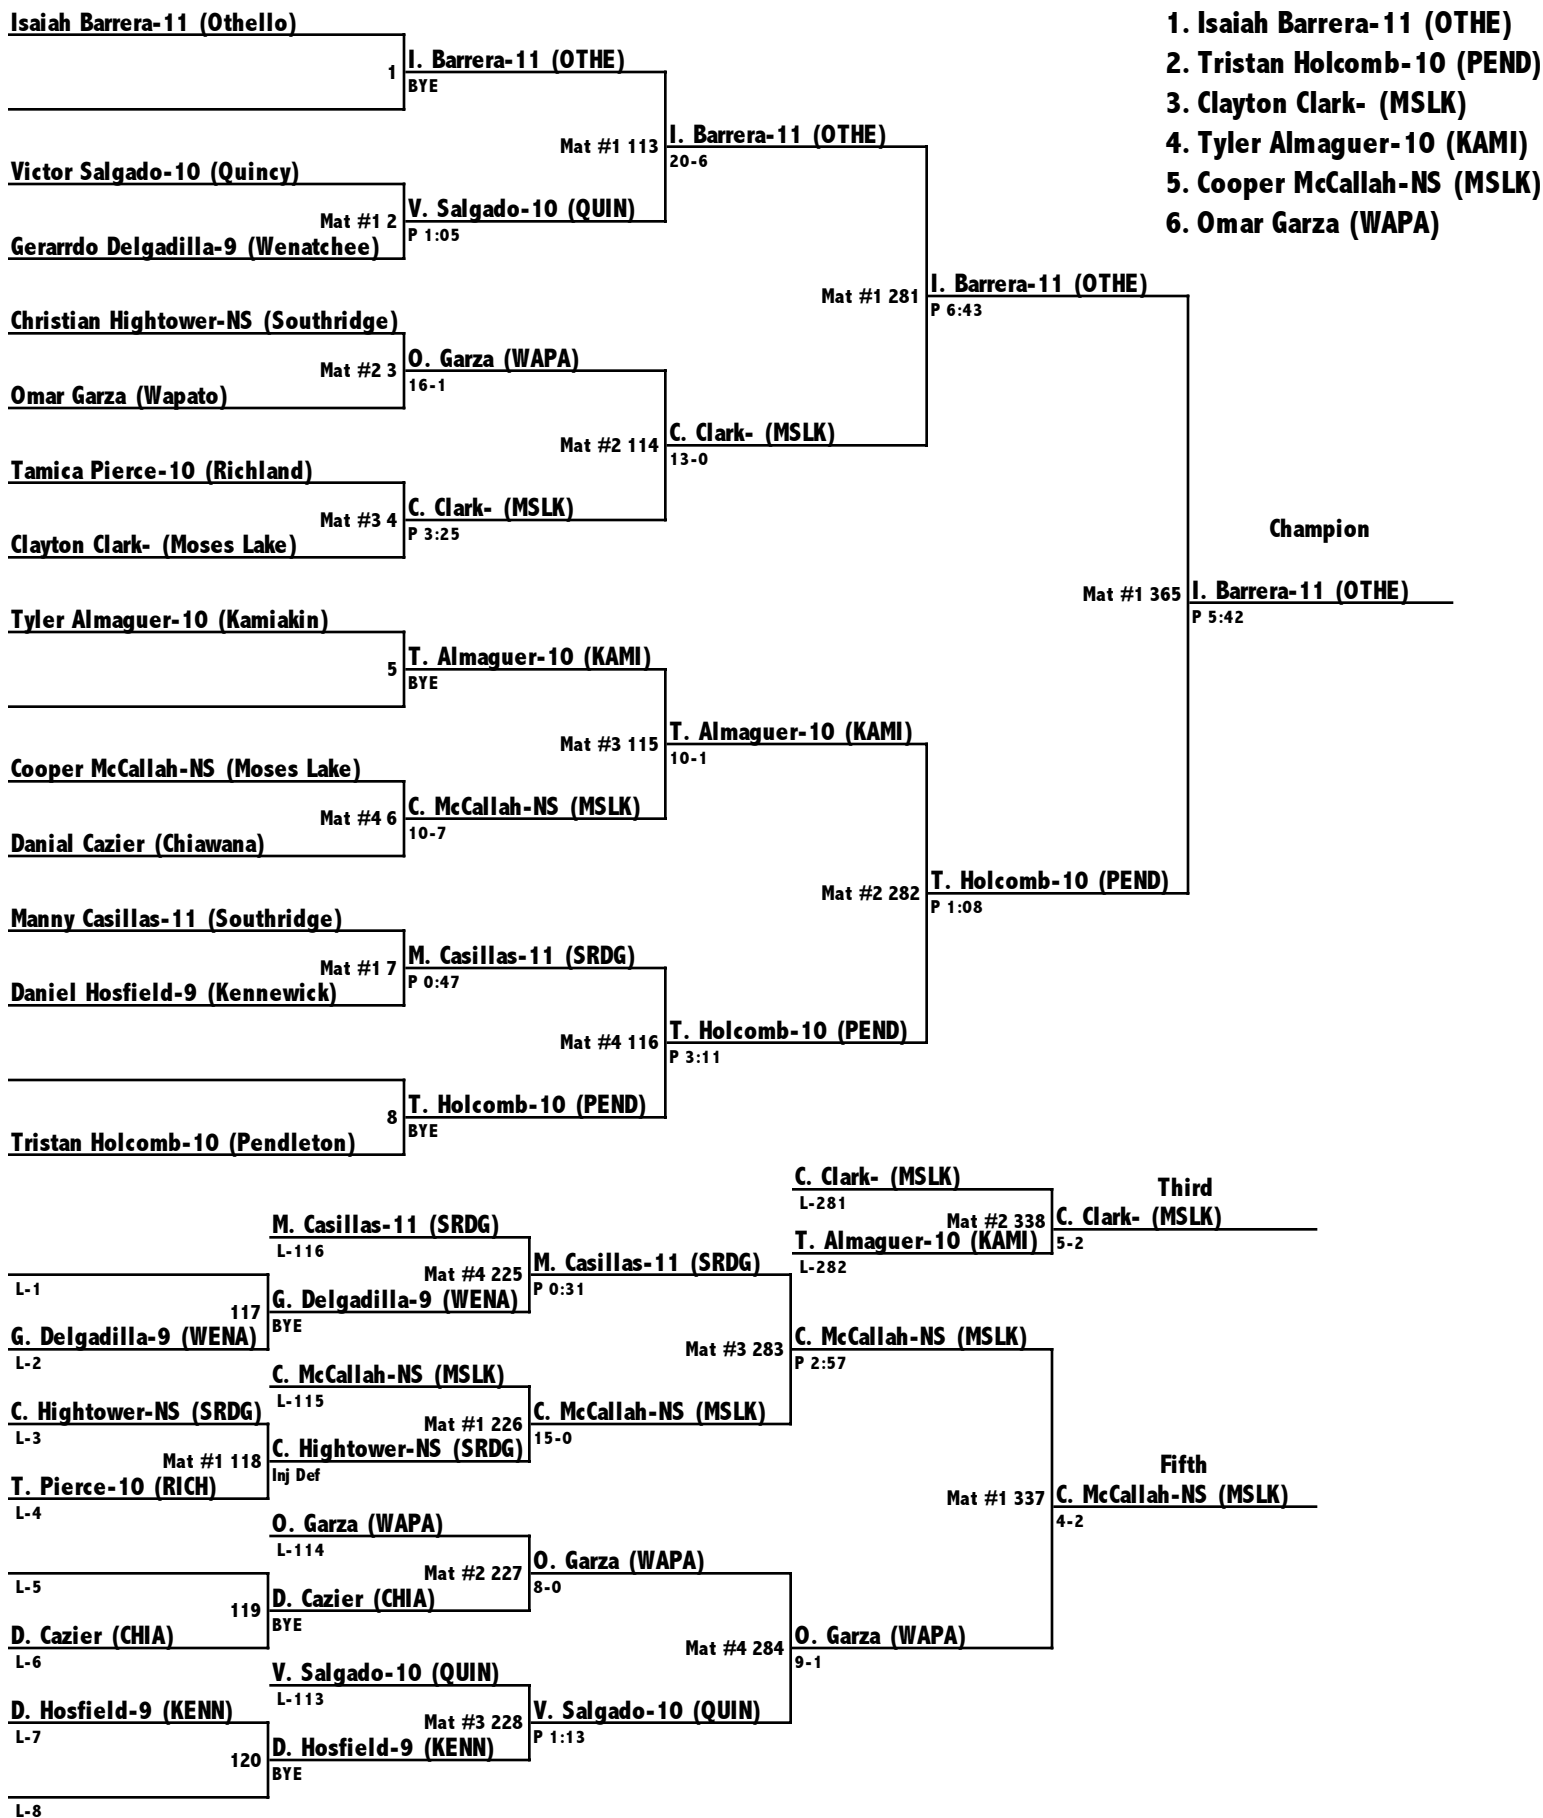 Isaiah Barrera-11 (Othello)
1
I. Barrera-11 (OTHE)
BYE
Victor Salgado-10 (Quincy)
Mat #1 2
V. Salgado-10 (QUIN)
P 1:05
Gerarrdo Delgadilla-9 (Wenatchee)
Mat #1 113
I. Barrera-11 (OTHE)
20-6
Christian Hightower-NS (Southridge)
Mat #2 3
O. Garza (WAPA)
16-1
Omar Garza (Wapato)
Mat #2 114
C. Clark- (MSLK)
13-0
Tamica Pierce-10 (Richland)
Mat #3 4
C. Clark- (MSLK)
P 3:25
Clayton Clark- (Moses Lake)
Mat #1 281
I. Barrera-11 (OTHE)
P 6:43
Tyler Almaguer-10 (Kamiakin)
5
T. Almaguer-10 (KAMI)
BYE
Mat #3 115
T. Almaguer-10 (KAMI)
10-1
Cooper McCallah-NS (Moses Lake)
Mat #4 6
C. McCallah-NS (MSLK)
10-7
Danial Cazier (Chiawana)
Mat #2 282
T. Holcomb-10 (PEND)
P 1:08
Manny Casillas-11 (Southridge)
Mat #1 7
M. Casillas-11 (SRDG)
P 0:47
Daniel Hosfield-9 (Kennewick)
Mat #4 116
T. Holcomb-10 (PEND)
P 3:11
8
T. Holcomb-10 (PEND)
BYE
Tristan Holcomb-10 (Pendleton)
Champion
Mat #1 365
I. Barrera-11 (OTHE)
P 5:42
1. Isaiah Barrera-11 (OTHE)
2. Tristan Holcomb-10 (PEND)
3. Clayton Clark- (MSLK)
4. Tyler Almaguer-10 (KAMI)
5. Cooper McCallah-NS (MSLK)
6. Omar Garza (WAPA)
C. Clark- (MSLK)
L-281
Mat #2 338
T. Almaguer-10 (KAMI)
L-282
Third
C. Clark- (MSLK)
5-2
M. Casillas-11 (SRDG)
L-116
Mat #4 225
M. Casillas-11 (SRDG)
P 0:31
L-1
117
G. Delgadilla-9 (WENA)
BYE
G. Delgadilla-9 (WENA)
L-2
Mat #3 283
C. McCallah-NS (MSLK)
P 2:57
C. McCallah-NS (MSLK)
L-115
Mat #1 226
C. McCallah-NS (MSLK)
15-0
C. Hightower-NS (SRDG)
L-3
Mat #1 118
C. Hightower-NS (SRDG)
Inj Def
T. Pierce-10 (RICH)
L-4
Fifth
Mat #1 337
C. McCallah-NS (MSLK)
4-2
O. Garza (WAPA)
L-114
Mat #2 227
O. Garza (WAPA)
8-0
L-5
119
D. Cazier (CHIA)
BYE
D. Cazier (CHIA)
L-6
Mat #4 284
O. Garza (WAPA)
9-1
V. Salgado-10 (QUIN)
L-113
Mat #3 228
V. Salgado-10 (QUIN)
P 1:13
D. Hosfield-9 (KENN)
L-7
120
D. Hosfield-9 (KENN)
BYE
L-8